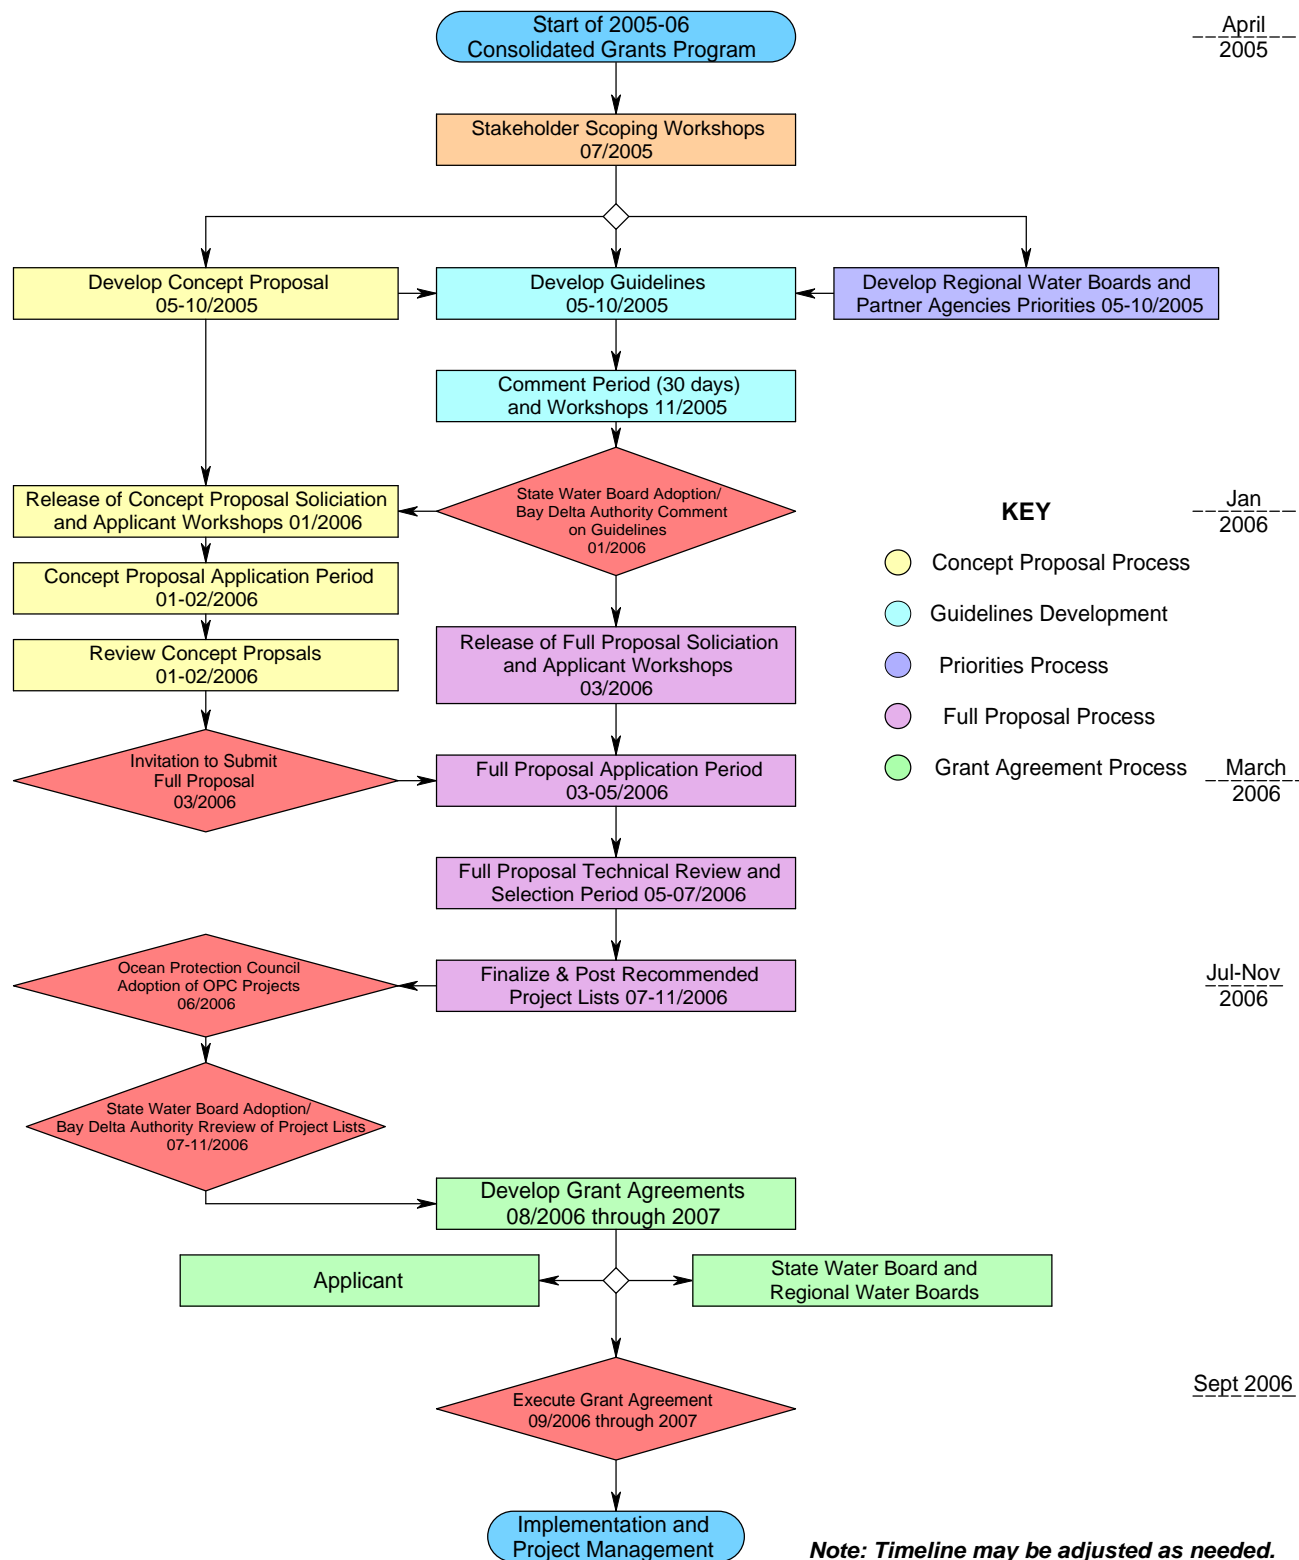 Start of 2005-06
Consolidated Grants Program
April
2005
Stakeholder Scoping Workshops
07/2005
Develop Concept Proposal
05-10/2005
Develop Guidelines
05-10/2005
Develop Regional Water Boards and
Partner Agencies Priorities 05-10/2005
Comment Period (30 days)
and Workshops 11/2005
Release of Concept Proposal Soliciation
and Applicant Workshops 01/2006
State Water Board Adoption/
Bay Delta Authority Comment
on Guidelines
01/2006
Jan
2006
KEY
Concept Proposal Process
Guidelines Development
Priorities Process
Full Proposal Process
Grant Agreement Process
Concept Proposal Application Period
01-02/2006
Review Concept Propsals
01-02/2006
Release of Full Proposal Soliciation
and Applicant Workshops
03/2006
Invitation to Submit
Full Proposal
03/2006
Full Proposal Application Period
03-05/2006
March
2006
Full Proposal Technical Review and
Selection Period 05-07/2006
Ocean Protection Council
Adoption of OPC Projects
06/2006
Finalize & Post Recommended
Project Lists 07-11/2006
Jul-Nov
2006
State Water Board Adoption/
Bay Delta Authority Rreview of Project Lists
07-11/2006
Develop Grant Agreements
08/2006 through 2007
Applicant
State Water Board and
Regional Water Boards
Execute Grant Agreement
09/2006 through 2007
Sept 2006
Implementation and
Project Management
Note: Timeline may be adjusted as needed.